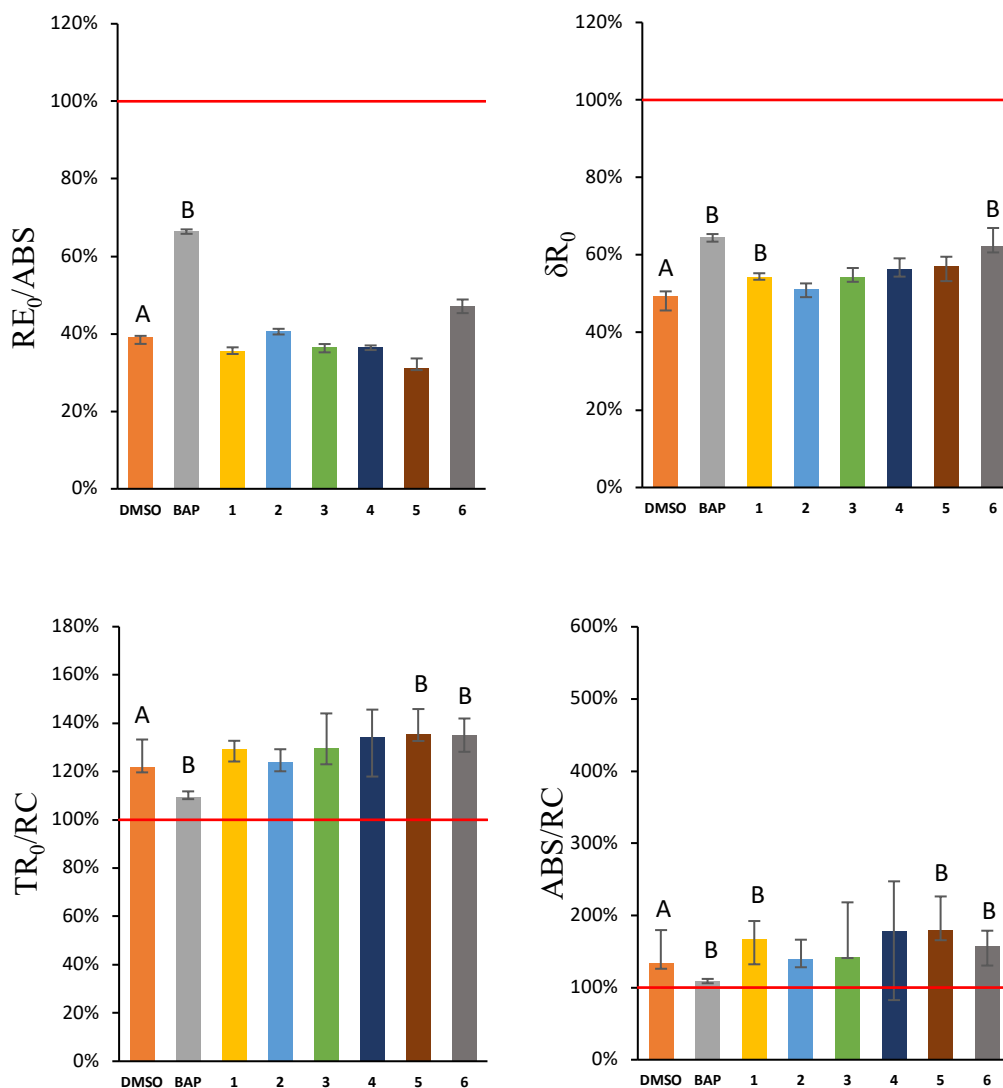 120%
100%
80%
60%
40%
20%
0%
RE₀/ABS
A
B
DMSO BAP 1 2 3 4 5 6
120%
100%
80%
60%
40%
20%
0%
δR₀
A
B
B
B
DMSO BAP 1 2 3 4 5 6
180%
160%
140%
120%
100%
80%
60%
40%
20%
0%
TR₀/RC
A
B
B
B
DMSO BAP 1 2 3 4 5 6
600%
500%
400%
300%
200%
100%
0%
ABS/RC
A
B
B
B
B
DMSO BAP 1 2 3 4 5 6